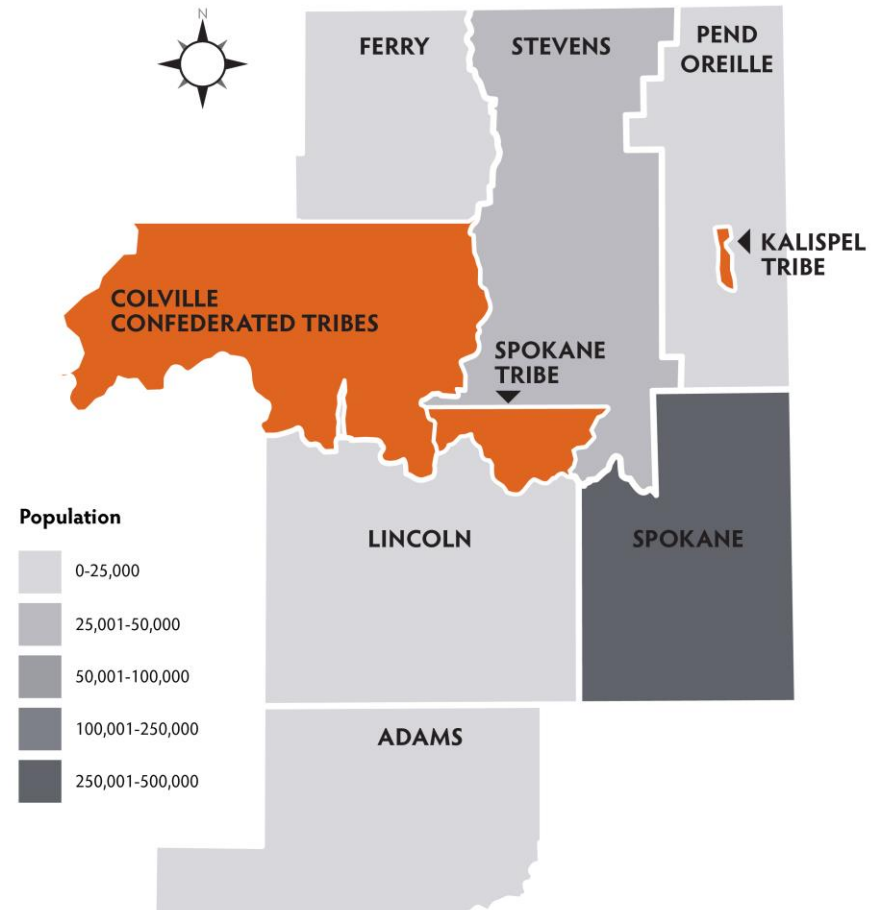 N
FERRY
STEVENS
PEND
OREILLE
KALISPEL
TRIBE
COLVILLE
CONFEDERATED TRIBES
SPOKANE
TRIBE
Population
0-25,000
25,001-50,000
50,001-100,000
100,001-250,000
250,001-500,000
LINCOLN
SPOKANE
ADAMS